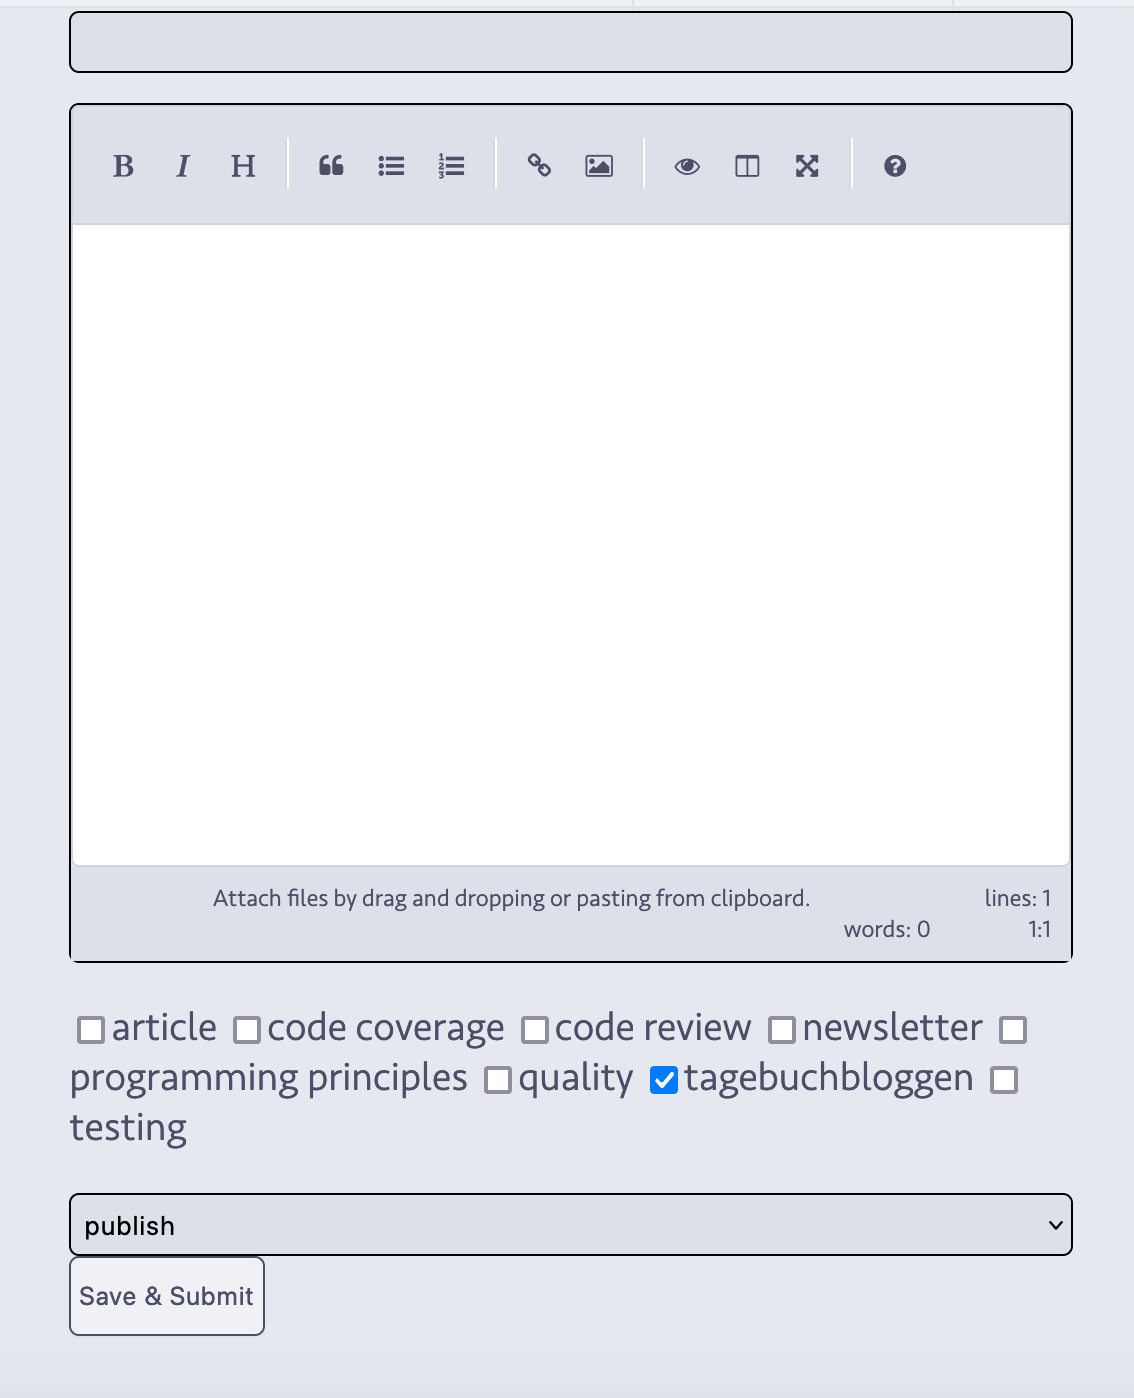 B I H
Attach files by drag and dropping or pasting from clipboard. lines: 1
words: 0 1:1
article code coverage code review newsletter
programming principles quality tagebuchbloggen
testing
publish
Save & Submit